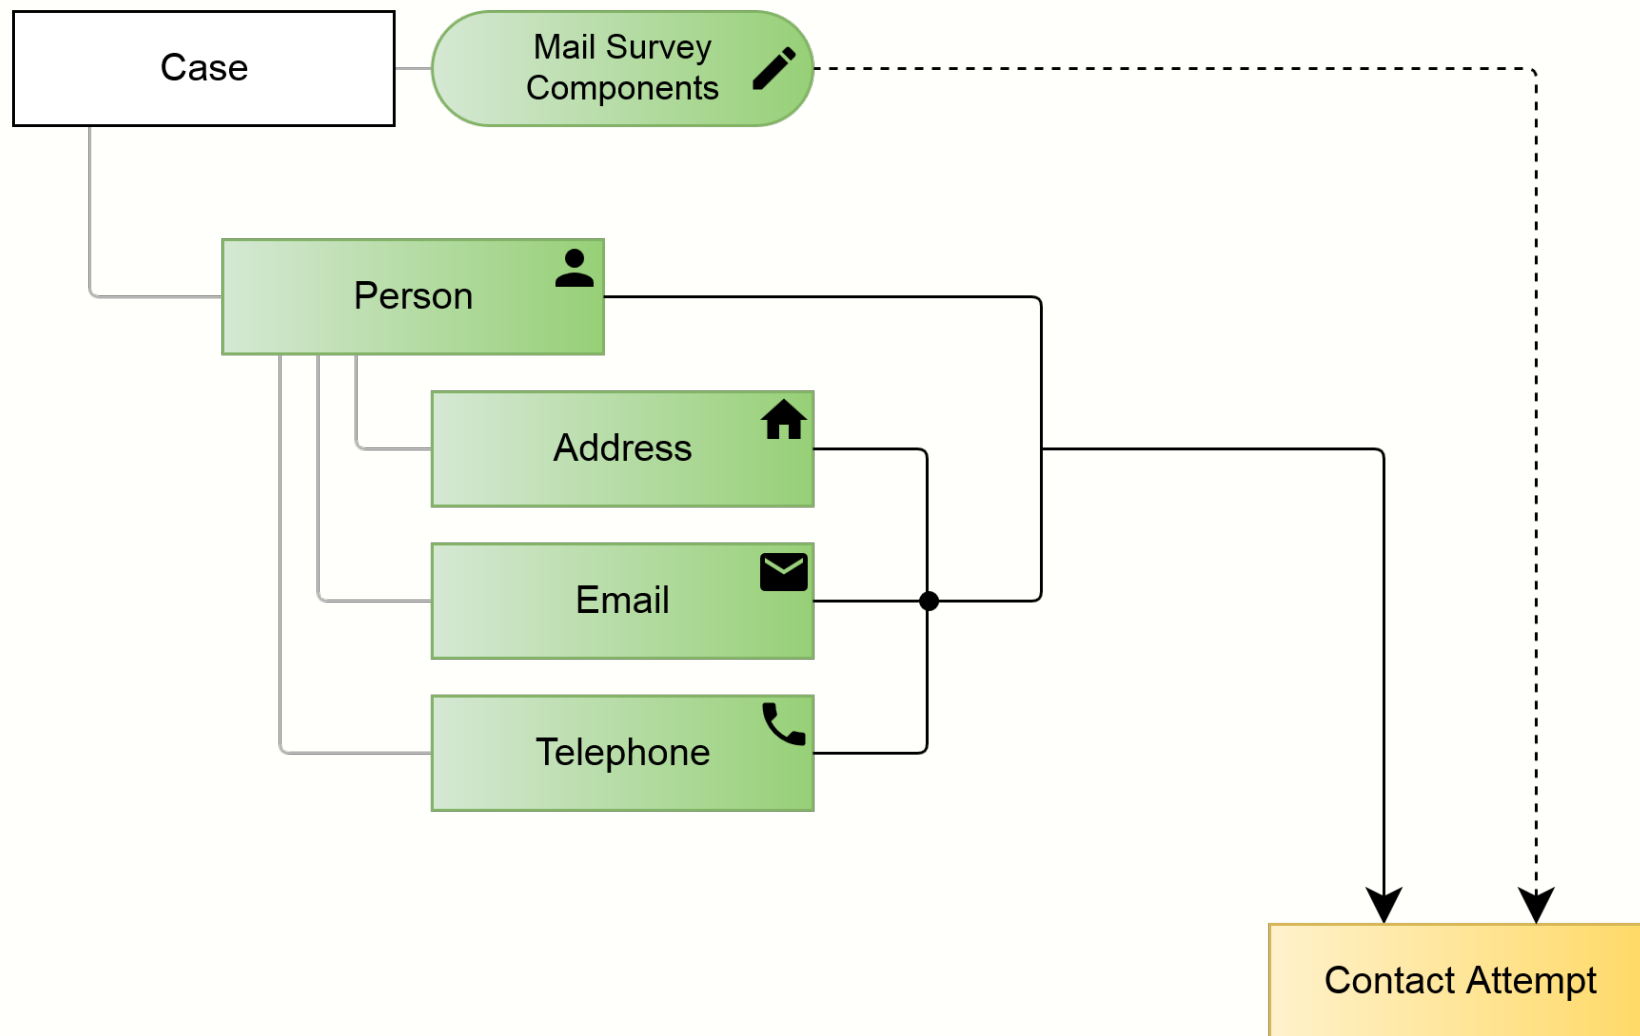 Case
Mail Survey
Components
Person
Address
Email
Telephone
Contact Attempt